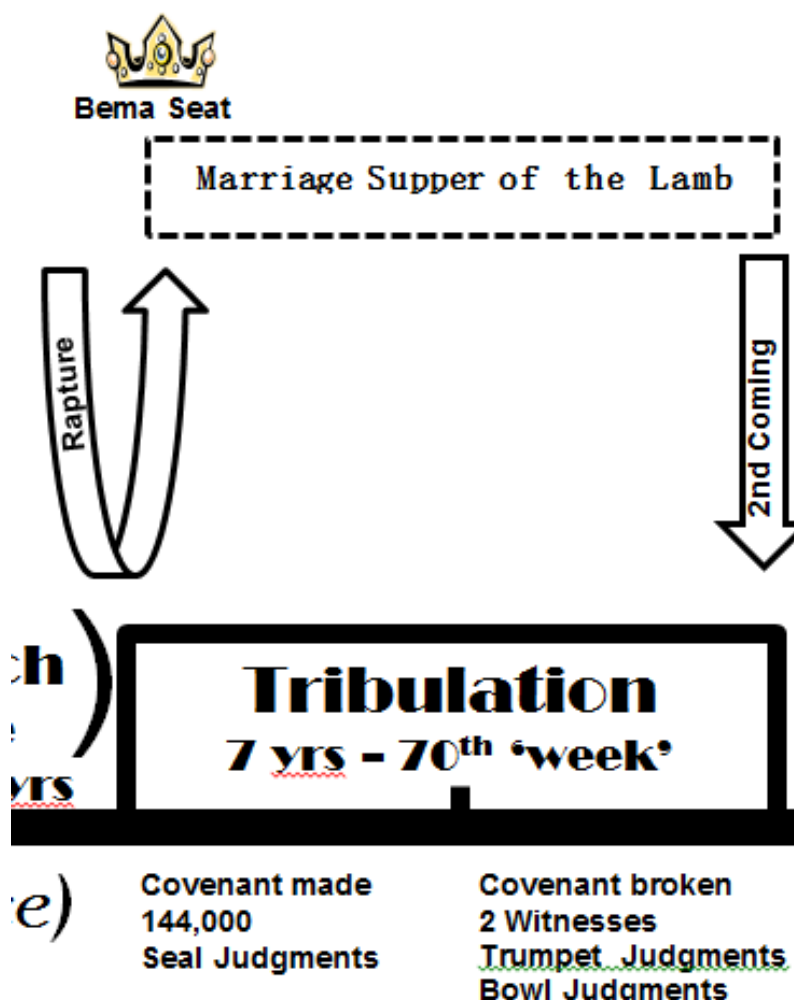 Bema Seat
Marriage Supper of the Lamb
Rapture
2nd Coming
Tribulation
7 yrs - 70th ‘week’
yrs
Covenant made
144,000
Seal Judgments
Covenant broken
2 Witnesses
Trumpet Judgments
Bowl Judgments